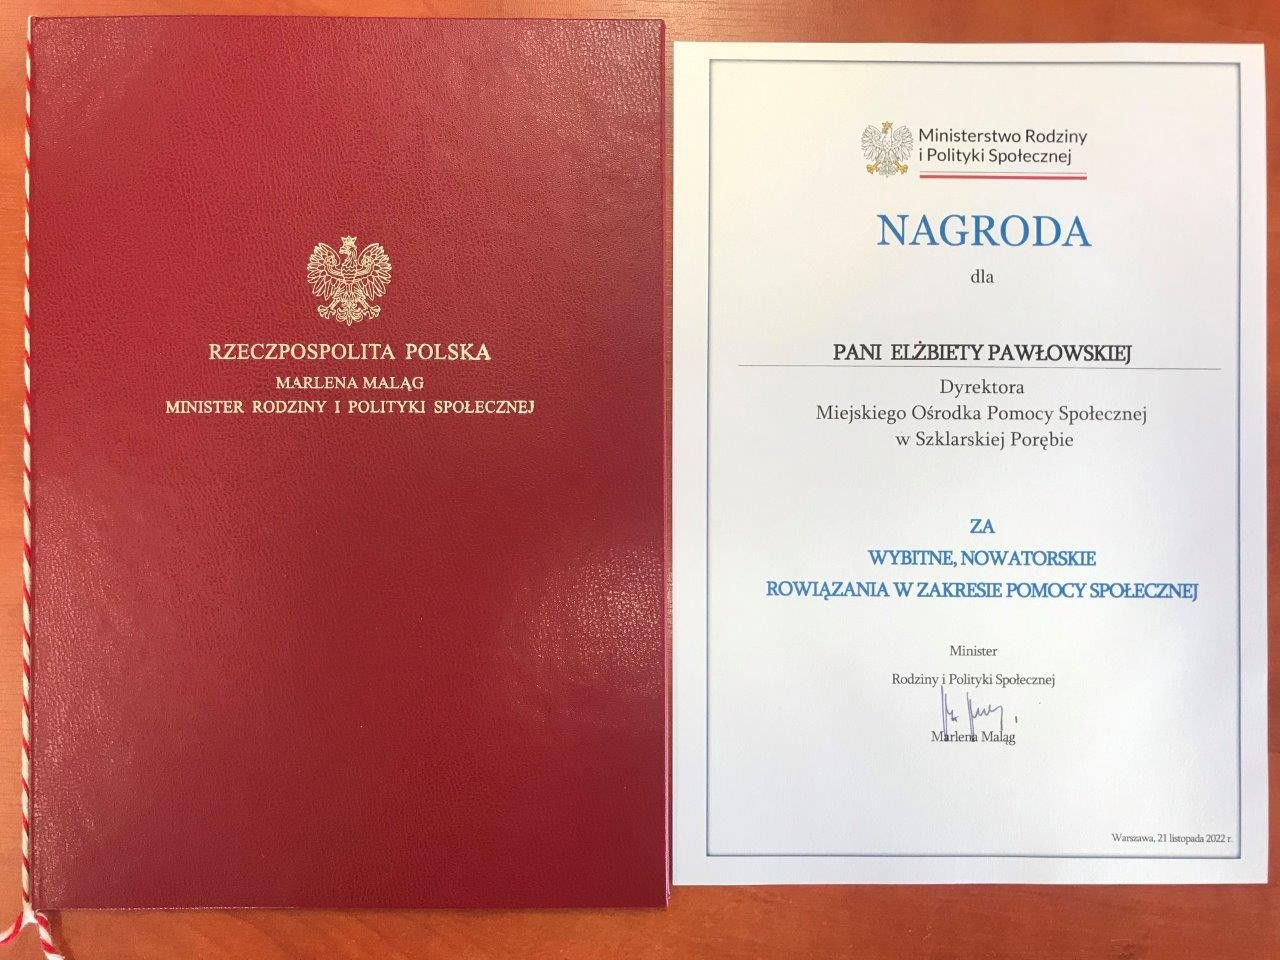 RZECZPOSPOLITA POLSKA
MARLENA MALĄG
MINISTER RODZINY I POLITYKI SPOŁECZNEJ
Ministerstwo Rodziny
i Polityki Społecznej
NAGRODA
dla
PANI ELŻBIETY PAWŁOWSKIEJ
Dyrektora
Miejskiego Ośrodka Pomocy Społecznej
w Szklarskiej Porębie
ZA
WYBITNE, NOWATORSKIE
ROWIĄZANIA W ZAKRESIE POMOCY SPOŁECZNEJ
Minister
Rodziny i Polityki Społecznej
Marlena Maląg
Warszawa, 21 listopada 2022 r.